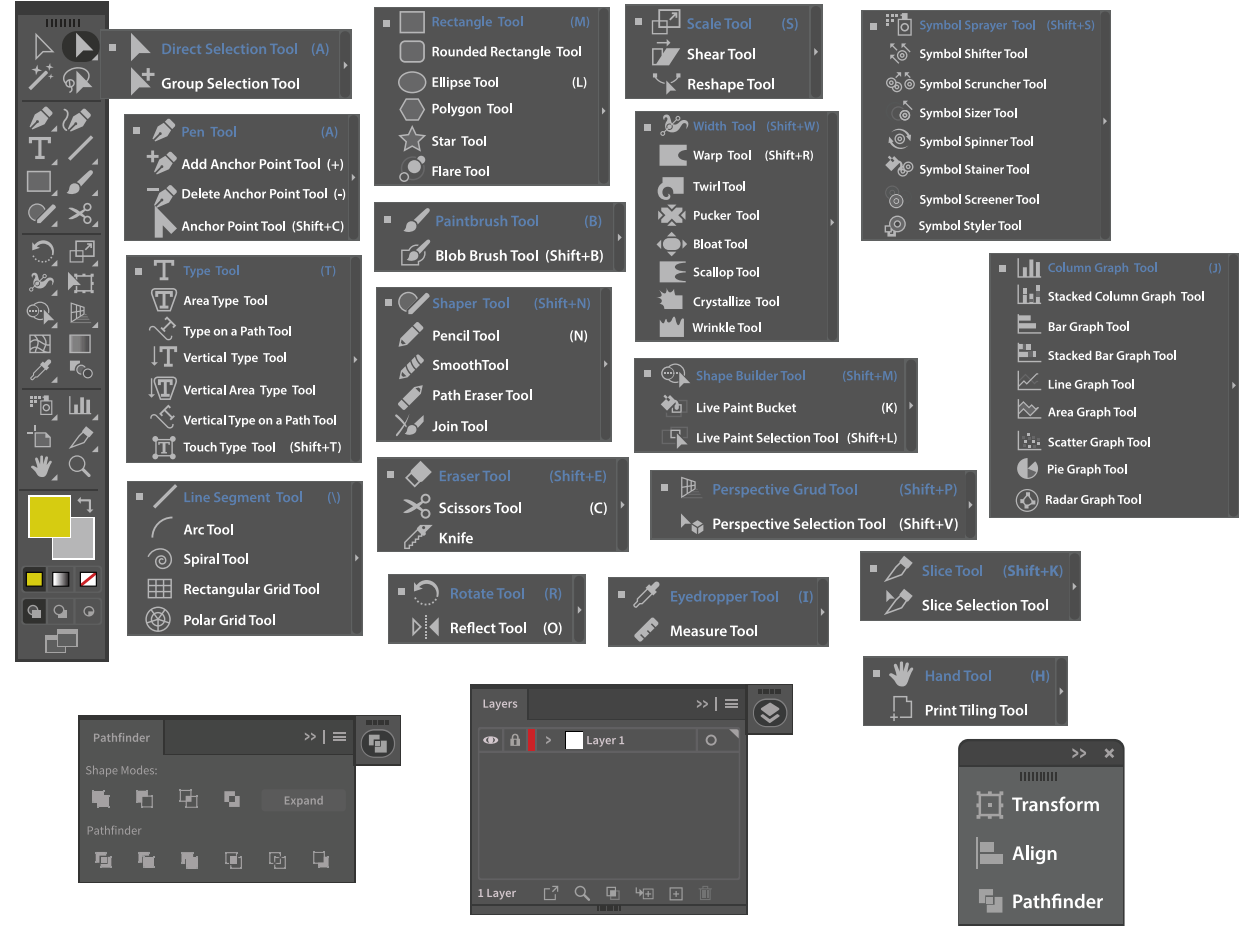 Direct Selection Tool (A)
Group Selection Tool
Pen Tool (A)
Add Anchor Point Tool (+)
Delete Anchor Point Tool (-)
Anchor Point Tool (Shift+C)
Type Tool (T)
Area Type Tool
Type on a Path Tool
Vertical Type Tool
Vertical Area Type Tool
Vertical Type on a Path Tool
Touch Type Tool (Shift+T)
Line Segment Tool (\)
Arc Tool
Spiral Tool
Rectangular Grid Tool
Polar Grid Tool
Rectangle Tool (M)
Rounded Rectangle Tool
Ellipse Tool (L)
Polygon Tool
Star Tool
Flare Tool
Paintbrush Tool (B)
Blob Brush Tool (Shift+B)
Shaper Tool (Shift+N)
Pencil Tool (N)
SmoothTool
Path Eraser Tool
Join Tool
Eraser Tool (Shift+E)
Scissors Tool (C)
Knife
Rotate Tool (R)
Reflect Tool (O)
Scale Tool (S)
Shear Tool
Reshape Tool
Width Tool (Shift+W)
Warp Tool (Shift+R)
Twirl Tool
Pucker Tool
Bloat Tool
Scallop Tool
Crystallize Tool
Wrinkle Tool
Shape Builder Tool (Shift+M)
Live Paint Bucket (K)
Live Paint Selection Tool (Shift+L)
Perspective Grud Tool (Shift+P)
Perspective Selection Tool (Shift+V)
Eyedropper Tool (I)
Measure Tool
Symbol Sprayer Tool (Shift+S)
Symbol Shifter Tool
Symbol Scruncher Tool
Symbol Sizer Tool
Symbol Spinner Tool
Symbol Stainer Tool
Symbol Screener Tool
Symbol Styler Tool
Column Graph Tool (J)
Stacked Column Graph Tool
Bar Graph Tool
Stacked Bar Graph Tool
Line Graph Tool
Area Graph Tool
Scatter Graph Tool
Pie Graph Tool
Radar Graph Tool
Slice Tool (Shift+K)
Slice Selection Tool
Hand Tool (H)
Print Tiling Tool
Pathfinder
Shape Modes:
Expand
Pathfinder
Layers
Layer 1
1 Layer
Transform
Align
Pathfinder